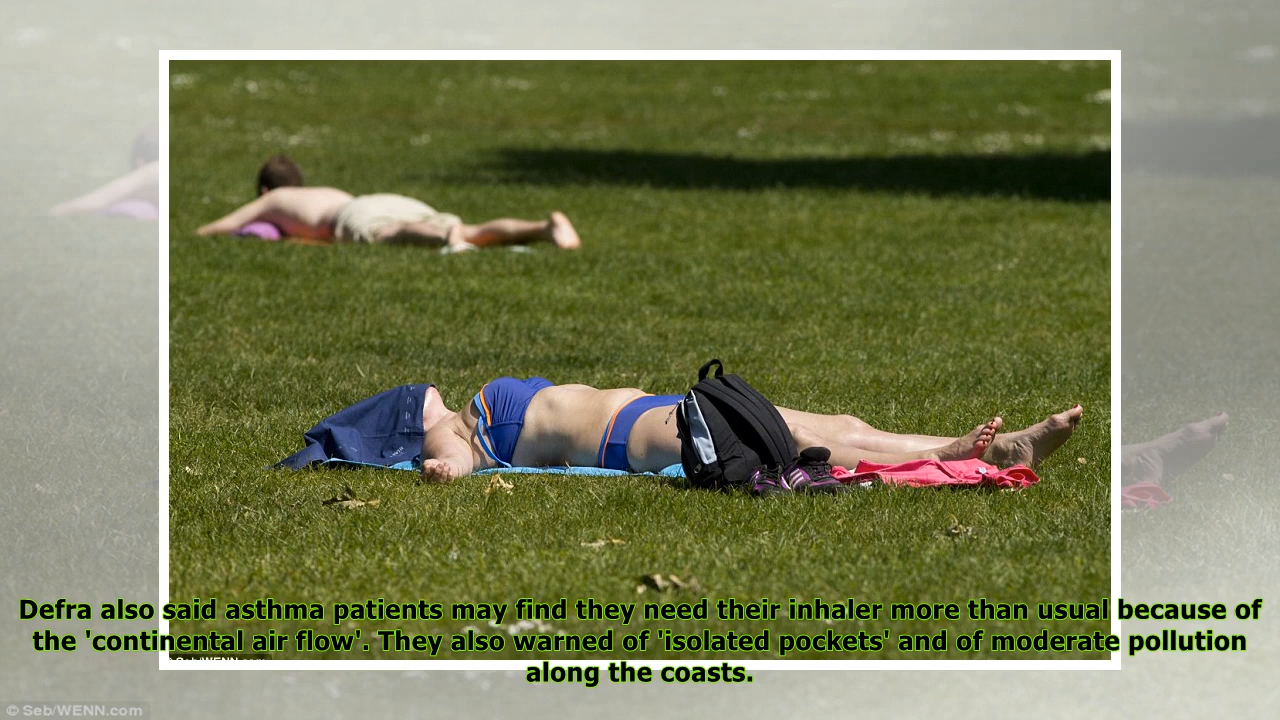 Defra also said asthma patients may find they need their inhaler more than usual because of
the 'continental air flow'. They also warned of 'isolated pockets' and of moderate pollution
along the coasts.
© Seb/WENN.com